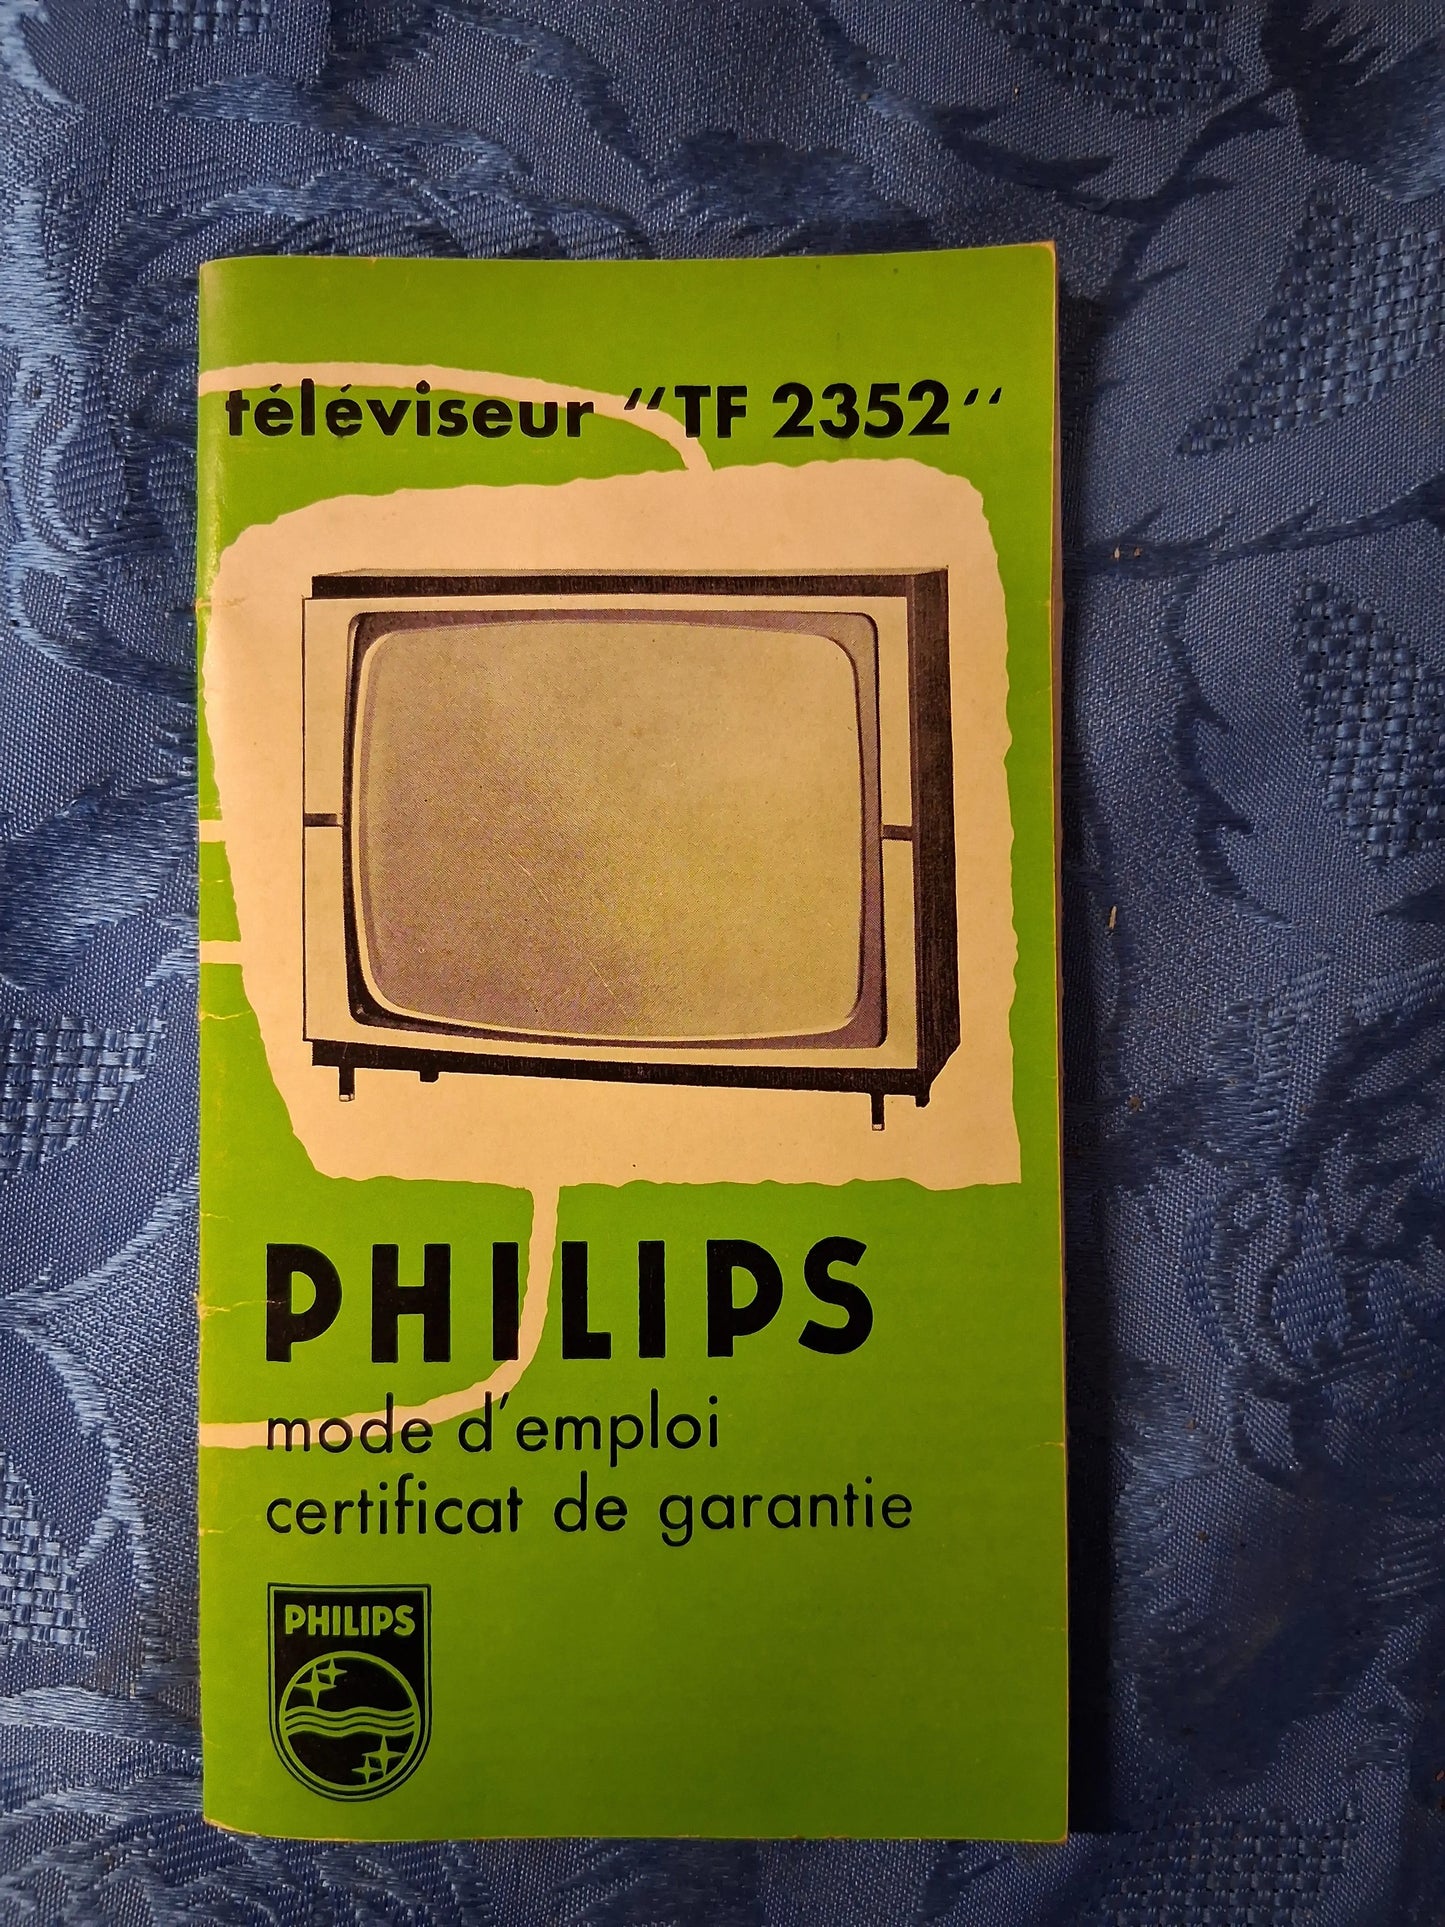 téléviseur "TF 2352"
PHILIPS
mode d'emploi
certificat de garantie
PHILIPS